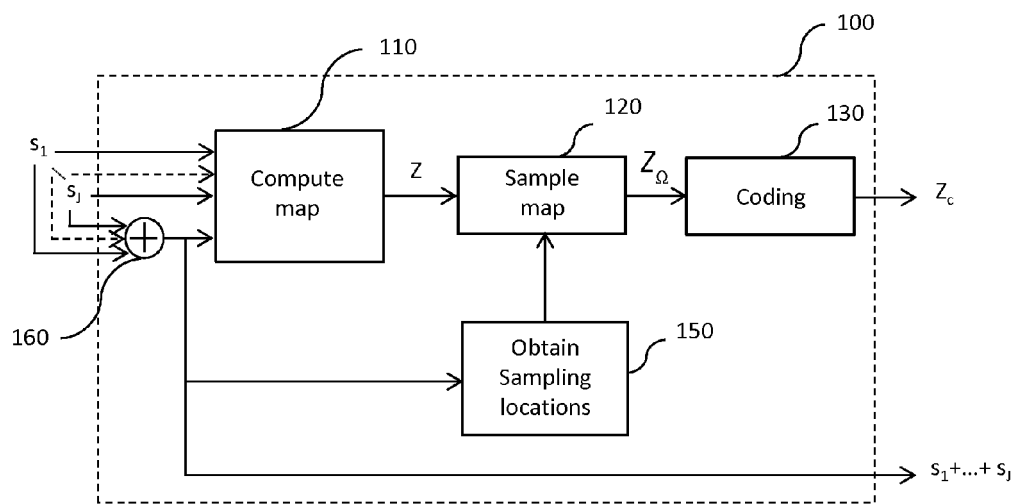 110
100
120
130
s1
sJ
Compute
map
Z
Sample
map
ZΩ
Coding
Zc
160
150
Obtain
Sampling
locations
s1+...+ sJ